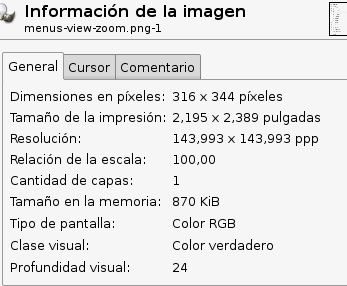 Información de la imagen
menus-view-zoom.png-1
General Cursor Comentario
Dimensiones en píxeles: 316 x 344 píxeles
Tamaño de la impresión: 2,195 x 2,389 pulgadas
Resolución: 143,993 x 143,993 ppp
Relación de la escala: 100,00
Cantidad de capas: 1
Tamaño en la memoria: 870 KiB
Tipo de pantalla: Color RGB
Clase visual: Color verdadero
Profundidad visual: 24